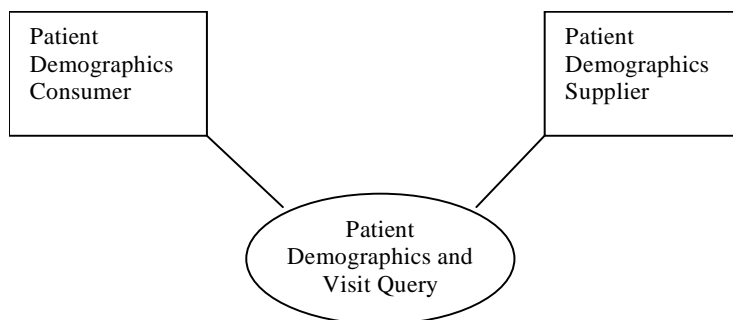 Patient
Demographics
Consumer
Patient
Demographics
Supplier
Patient
Demographics and
Visit Query